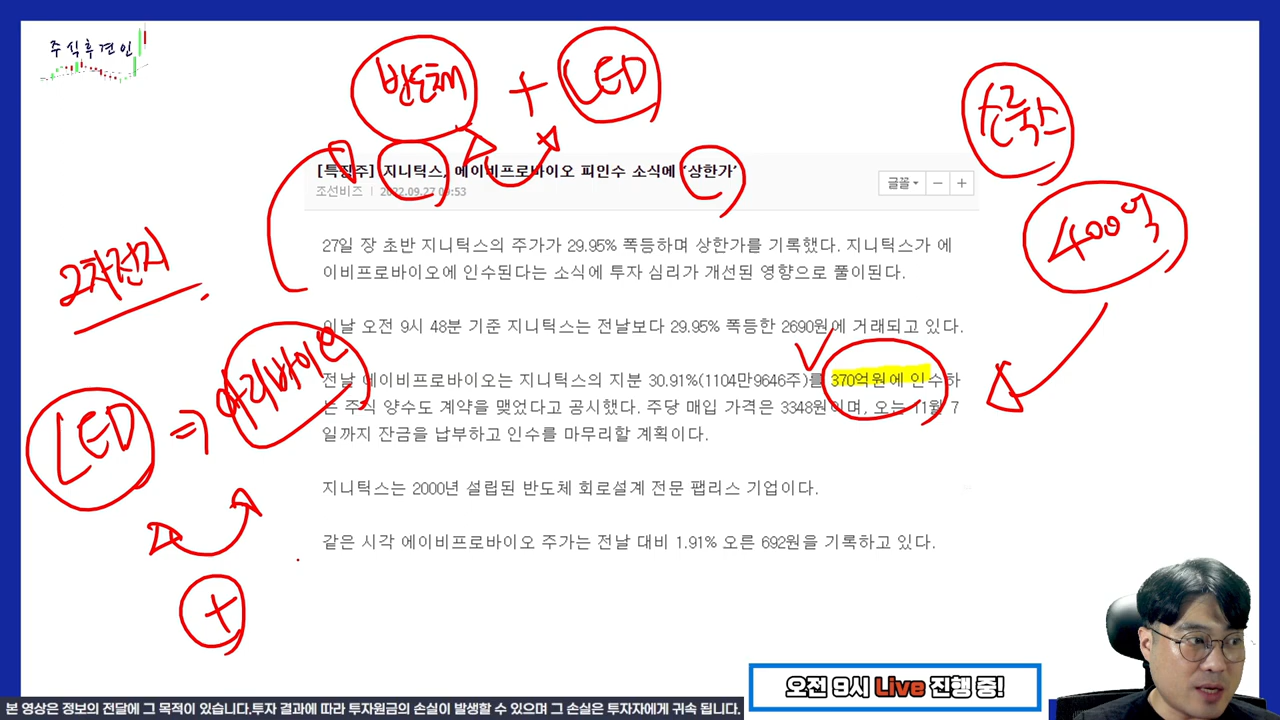 주식후견인
반도체 + LED
소룩스
[특징주] 지니틱스, 에이비프로바이오 피인수 소식에 ‘상한가’
조선비즈 | 2022.09.27 09:53
글꼴 - +
400억
27일 장 초반 지니틱스의 주가가 29.95% 폭등하며 상한가를 기록했다. 지니틱스가 에
이비프로바이오에 인수된다는 소식에 투자 심리가 개선된 영향으로 풀이된다.
2차전지
이날 오전 9시 48분 기준 지니틱스는 전날보다 29.95% 폭등한 2690원에 거래되고 있다.
전날 에이비프로바이오는 지니틱스의 지분 30.91%(1104만9646주)를 370억원에 인수하
는 주식 양수도 계약을 맺었다고 공시했다. 주당 매입 가격은 3348원이며, 오는 11월 7
일까지 잔금을 납부하고 인수를 마무리할 계획이다.
LED ⇒ 아리바이오
지니틱스는 2000년 설립된 반도체 회로설계 전문 팹리스 기업이다.
같은 시각 에이비프로바이오 주가는 전날 대비 1.91% 오른 692원을 기록하고 있다.
+
오전 9시 Live 진행 중!
본 영상은 정보의 전달에 그 목적이 있습니다.투자 결과에 따라 투자원금의 손실이 발생할 수 있으며 그 손실은 투자자에게 귀속 됩니다.